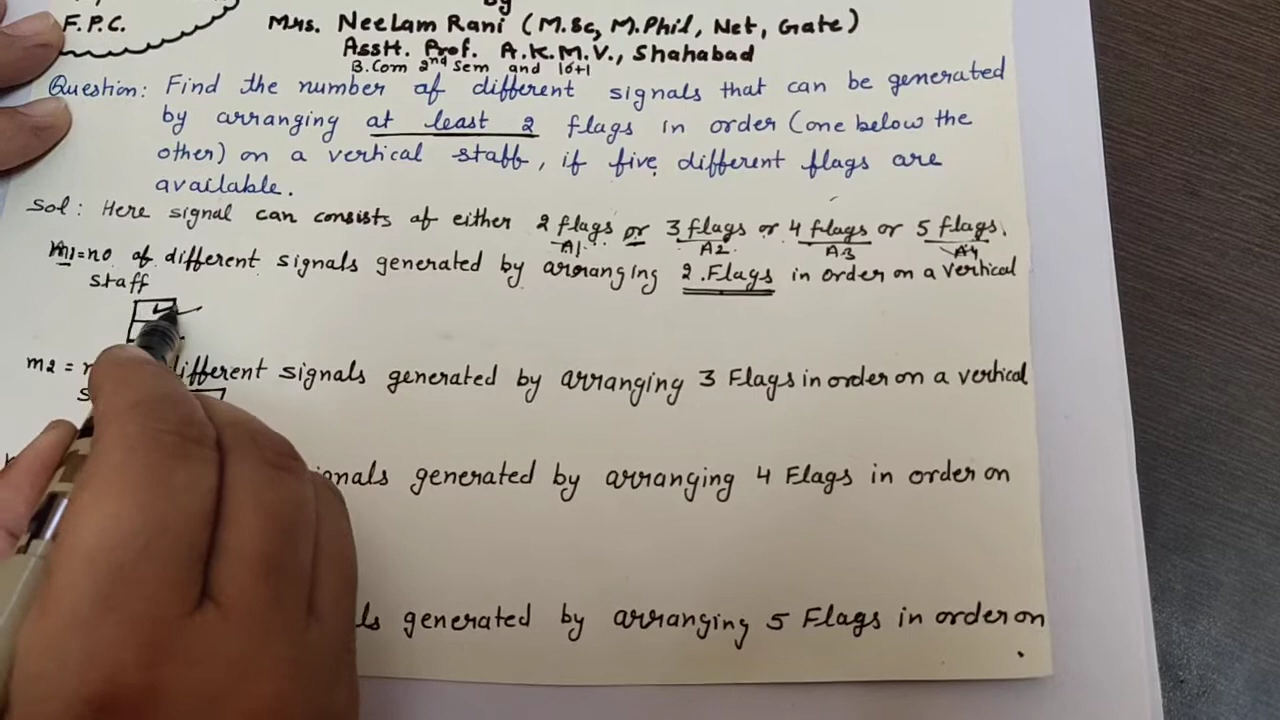 by
F.P.C.
Mrs. Neelam Rani (M.Sc, M.Phil, Net, Gate)
Asstt. Prof. A.K.M.V., Shahabad
B.Com 2nd Sem and 10+1
Question: Find the number of different signals that can be generated
by arranging at least 2 flags in order (one below the
other) on a vertical staff, if five different flags are
available.
Sol: Here signal can consists of either 2 flags or 3 flags or 4 flags or 5 flags.
A1 A2 A3 A4
m1=no of different signals generated by arranging 2 Flags in order on a vertical
staff
m2 = different signals generated by arranging 3 Flags in order on a vertical
generated by arranging 4 Flags in order on
generated by arranging 5 Flags in order on